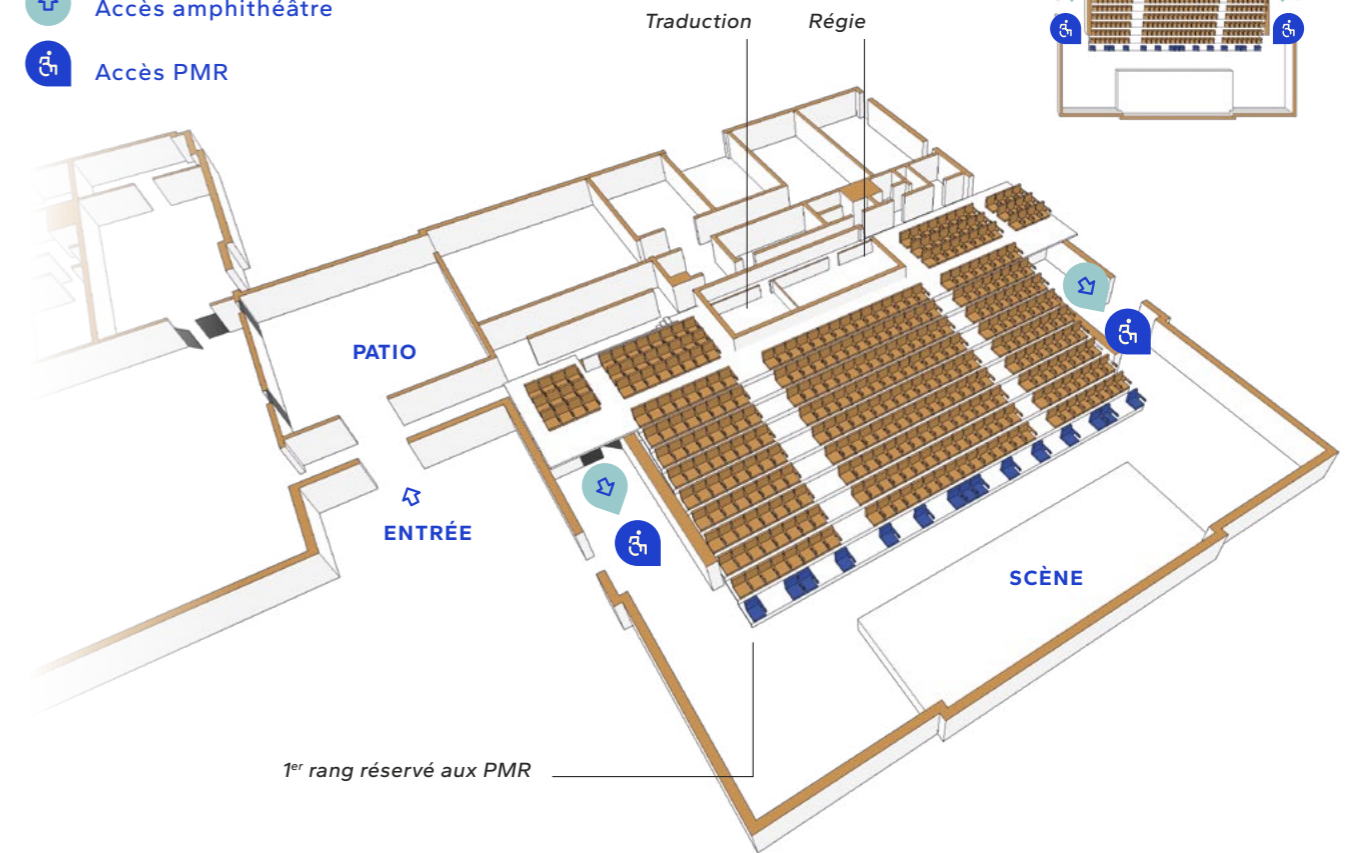 Accès amphithéâtre
Accès PMR
Traduction
Régie
PATIO
ENTRÉE
SCÈNE
1er rang réservé aux PMR